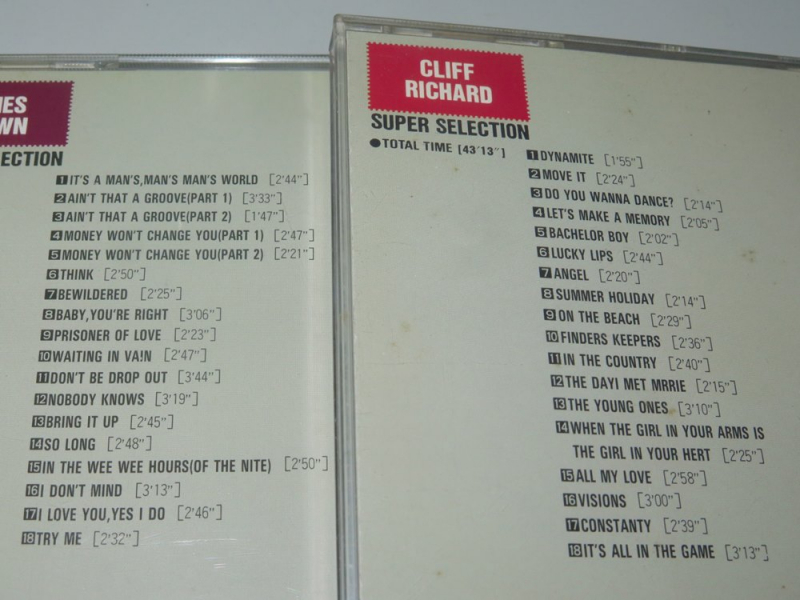 MES
WN
ECTION
1 IT'S A MAN'S,MAN'S MAN'S WORLD [2'44"]
2 AIN'T THAT A GROOVE(PART 1) [3'33"]
3 AIN'T THAT A GROOVE(PART 2) [1'47"]
4 MONEY WON'T CHANGE YOU(PART 1) [2'47"]
5 MONEY WON'T CHANGE YOU(PART 2) [2'21"]
6 THINK [2'50"]
7 BEWILDERED [2'25"]
8 BABY,YOU'RE RIGHT [3'06"]
9 PRISONER OF LOVE [2'23"]
10 WAITING IN VA!N [2'47"]
11 DON'T BE DROP OUT [3'44"]
12 NOBODY KNOWS [3'19"]
13 BRING IT UP [2'45"]
14 SO LONG [2'48"]
15 IN THE WEE WEE HOURS(OF THE NITE) [2'50"]
16 I DON'T MIND [3'13"]
17 I LOVE YOU,YES I DO [2'46"]
18 TRY ME [2'32"]
CLIFF
RICHARD
SUPER SELECTION
●TOTAL TIME [43'13"]
1 DYNAMITE [1'55"]
2 MOVE IT [2'24"]
3 DO YOU WANNA DANCE? [2'14"]
4 LET'S MAKE A MEMORY [2'05"]
5 BACHELOR BOY [2'02"]
6 LUCKY LIPS [2'44"]
7 ANGEL [2'20"]
8 SUMMER HOLIDAY [2'14"]
9 ON THE BEACH [2'29"]
10 FINDERS KEEPERS [2'36"]
11 IN THE COUNTRY [2'40"]
12 THE DAYI MET MRRIE [2'15"]
13 THE YOUNG ONES [3'10"]
14 WHEN THE GIRL IN YOUR ARMS IS
THE GIRL IN YOUR HERT [2'25"]
15 ALL MY LOVE [2'58"]
16 VISIONS [3'00"]
17 CONSTANTY [2'39"]
18 IT'S ALL IN THE GAME [3'13"]